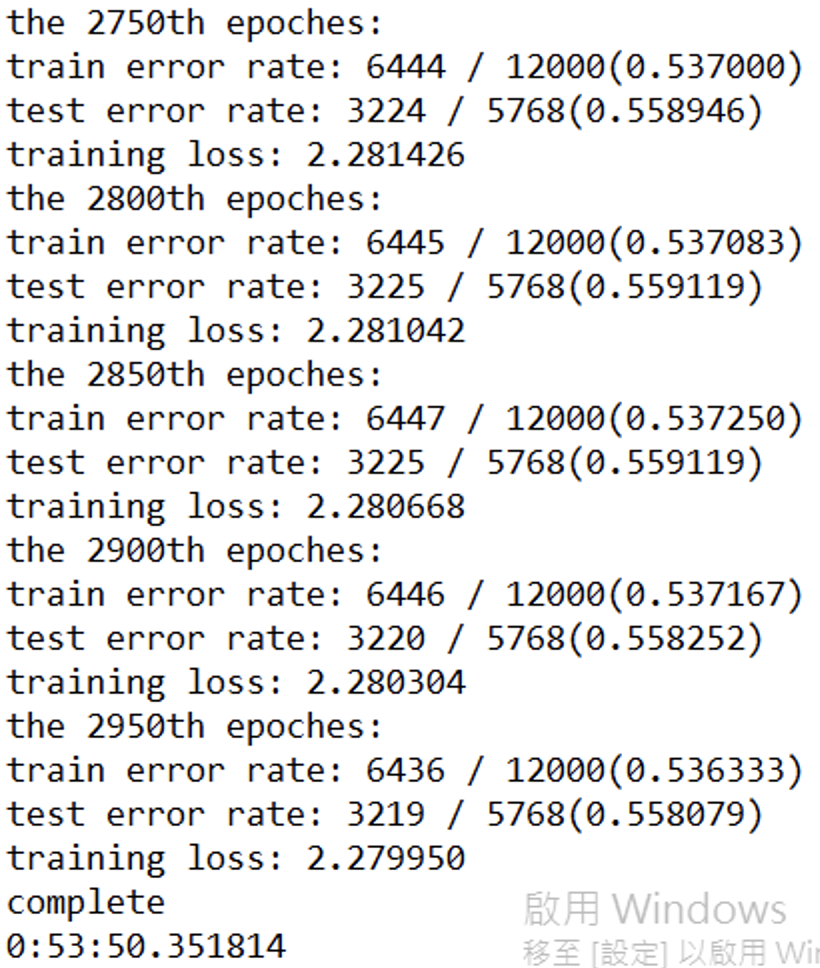 the 2750th epoches:
train error rate: 6444 / 12000(0.537000)
test error rate: 3224 / 5768(0.558946)
training loss: 2.281426
the 2800th epoches:
train error rate: 6445 / 12000(0.537083)
test error rate: 3225 / 5768(0.559119)
training loss: 2.281042
the 2850th epoches:
train error rate: 6447 / 12000(0.537250)
test error rate: 3225 / 5768(0.559119)
training loss: 2.280668
the 2900th epoches:
train error rate: 6446 / 12000(0.537167)
test error rate: 3220 / 5768(0.558252)
training loss: 2.280304
the 2950th epoches:
train error rate: 6436 / 12000(0.536333)
test error rate: 3219 / 5768(0.558079)
training loss: 2.279950
complete
0:53:50.351814
啟用 Windows
移至 [設定] 以啟用